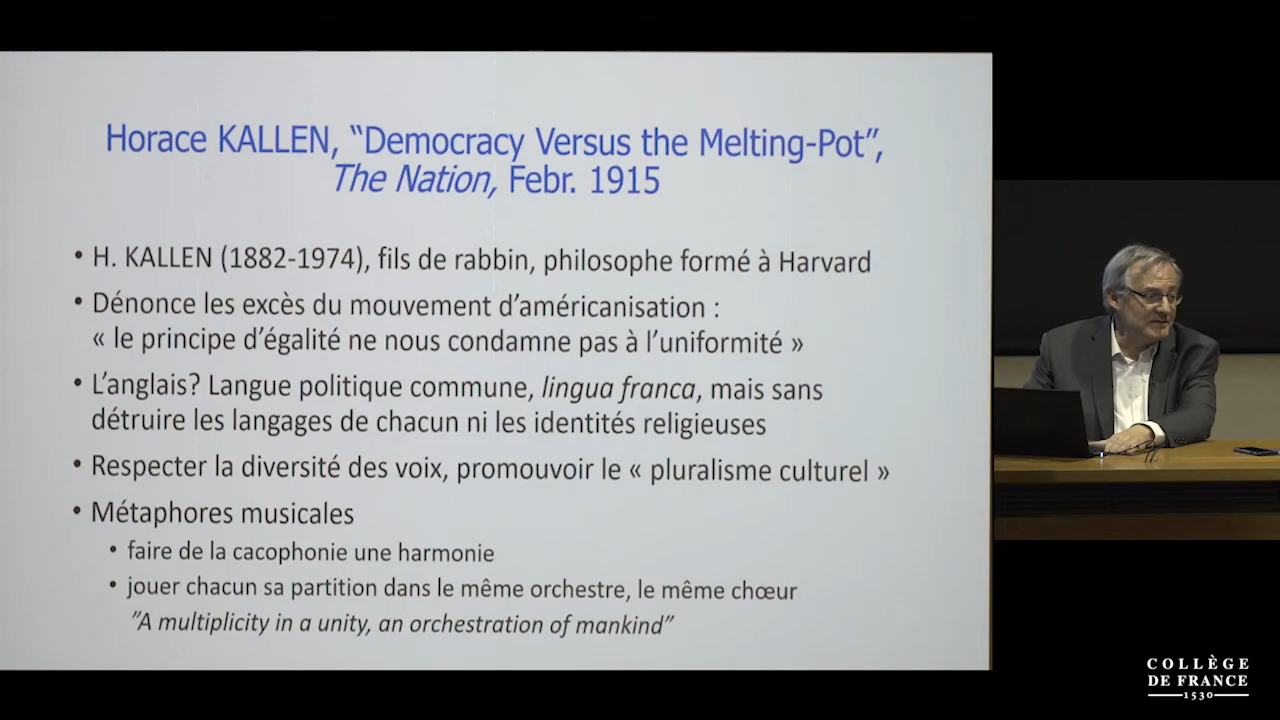 Horace KALLEN, “Democracy Versus the Melting-Pot”,
The Nation, Febr. 1915
• H. KALLEN (1882-1974), fils de rabbin, philosophe formé à Harvard
• Dénonce les excès du mouvement d’américanisation :
« le principe d’égalité ne nous condamne pas à l’uniformité »
• L’anglais? Langue politique commune, lingua franca, mais sans
détruire les langages de chacun ni les identités religieuses
• Respecter la diversité des voix, promouvoir le « pluralisme culturel »
• Métaphores musicales
• faire de la cacophonie une harmonie
• jouer chacun sa partition dans le même orchestre, le même chœur
”A multiplicity in a unity, an orchestration of mankind”
COLLÈGE
DE FRANCE
1530